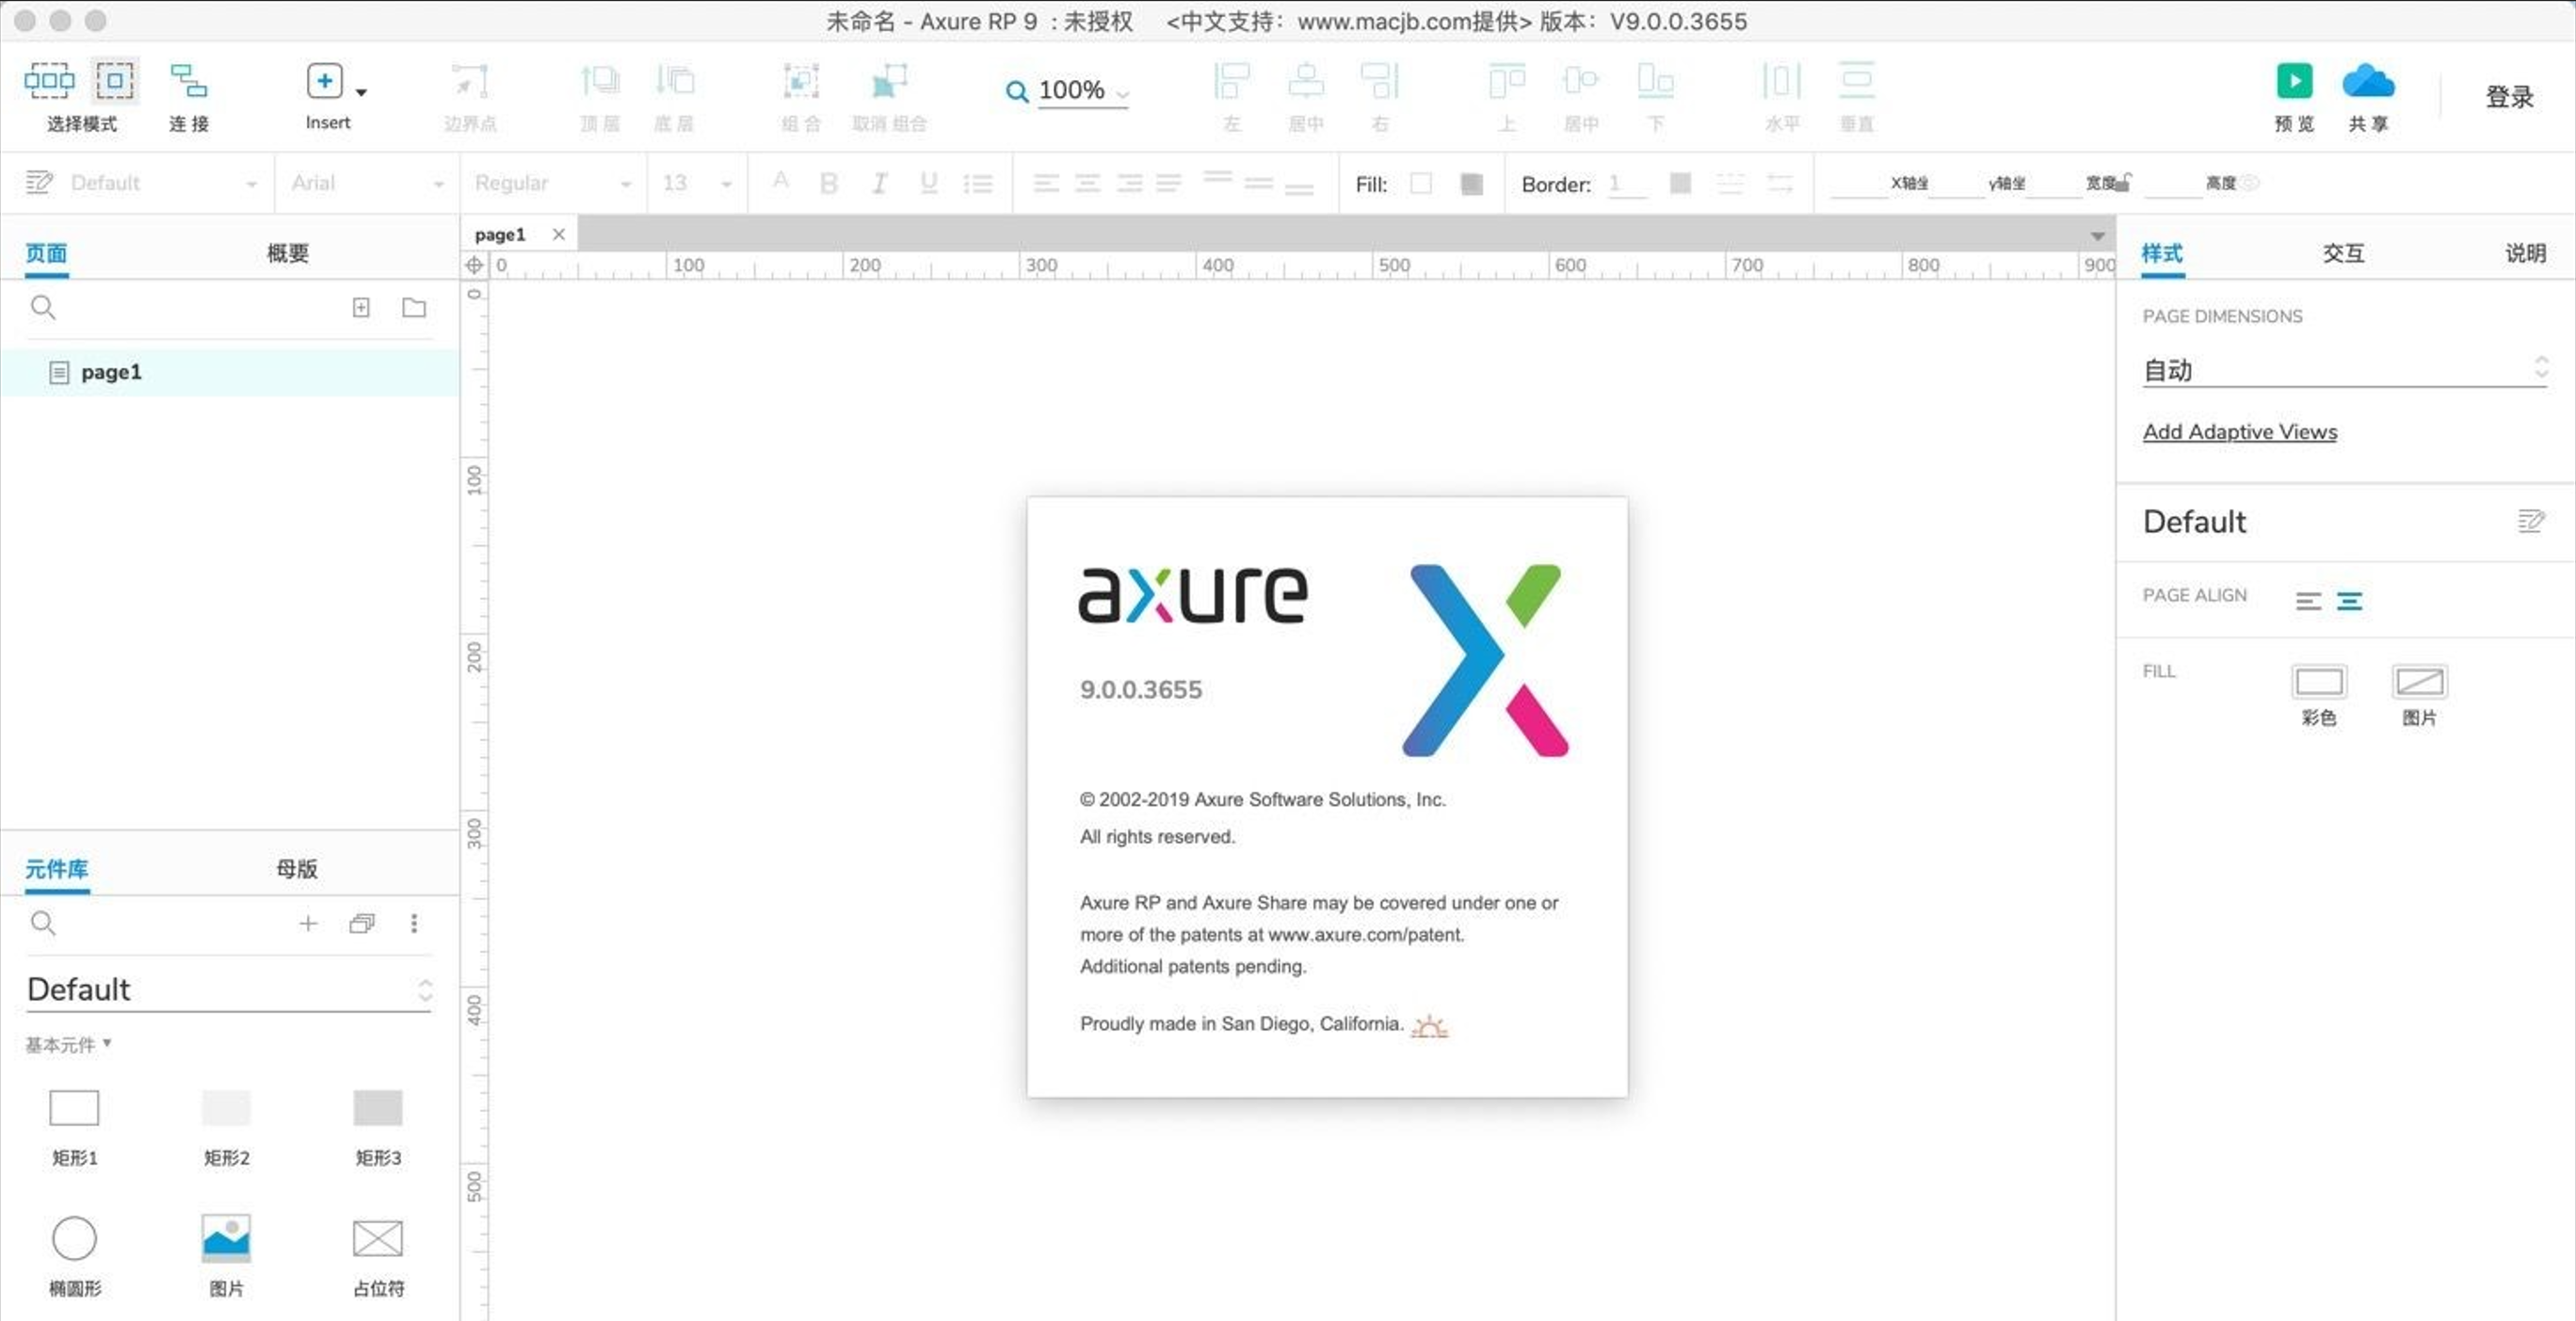 未命名 - Axure RP 9 : 未授权 <中文支持: www.macjb.com提供> 版本: V9.0.0.3655
选择模式 连接 Insert 边界点 顶层 底层 组合 取消 组合 100% 左 居中 右 上 居中 下 水平 垂直 预览 共享 登录
Default Arial Regular 13 A B I U Fill: Border: 1 X轴坐 y轴坐 宽度 高度
页面 概要 page1 样式 交互 说明
0 100 200 300 400 500 600 700 800 900
page1
0
100
200
300
400
500
PAGE DIMENSIONS
自动
Add Adaptive Views
Default
PAGE ALIGN
FILL
彩色 图片
axure
9.0.0.3655
© 2002-2019 Axure Software Solutions, Inc.
All rights reserved.
Axure RP and Axure Share may be covered under one or
more of the patents at www.axure.com/patent.
Additional patents pending.
Proudly made in San Diego, California.
元件库 母版
Default
基本元件
矩形1 矩形2 矩形3
椭圆形 图片 占位符